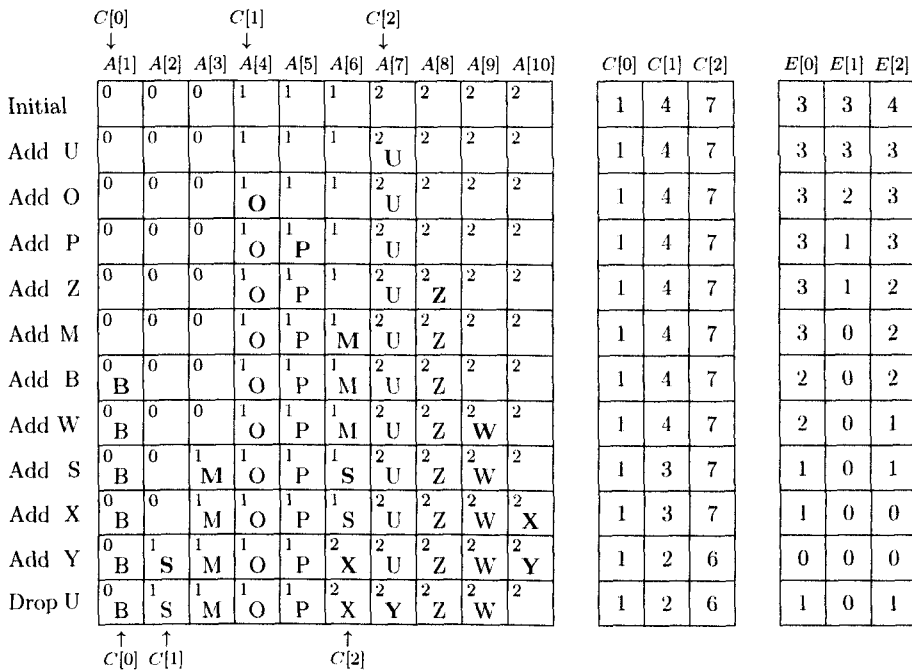 C[0] C[1] C[2]
↓ ↓ ↓
A[1] A[2] A[3] A[4] A[5] A[6] A[7] A[8] A[9] A[10] C[0] C[1] C[2] E[0] E[1] E[2]
Initial 0 0 0 1 1 1 2 2 2 2 1 4 7 3 3 4
Add U 0 0 0 1 1 1 2 U 2 2 2 1 4 7 3 3 3
Add O 0 0 0 1 O 1 1 2 U 2 2 2 1 4 7 3 2 3
Add P 0 0 0 1 O 1 P 1 2 U 2 2 2 1 4 7 3 1 3
Add Z 0 0 0 1 O 1 P 1 2 U 2 Z 2 2 1 4 7 3 1 2
Add M 0 0 0 1 O 1 P 1 M 2 U 2 Z 2 2 1 4 7 3 0 2
Add B 0 B 0 0 1 O 1 P 1 M 2 U 2 Z 2 2 1 4 7 2 0 2
Add W 0 B 0 0 1 O 1 P 1 M 2 U 2 Z 2 W 2 1 4 7 2 0 1
Add S 0 B 0 1 M 1 O 1 P 1 S 2 U 2 Z 2 W 2 1 3 7 1 0 1
Add X 0 B 0 1 M 1 O 1 P 1 S 2 U 2 Z 2 W 2 X 1 3 7 1 0 0
Add Y 0 B 1 S 1 M 1 O 1 P 2 X 2 U 2 Z 2 W 2 Y 1 2 6 0 0 0
Drop U 0 B 1 S 1 M 1 O 1 P 2 X 2 Y 2 Z 2 W 2 1 2 6 1 0 1
↑ ↑ ↑
C[0] C[1] C[2]